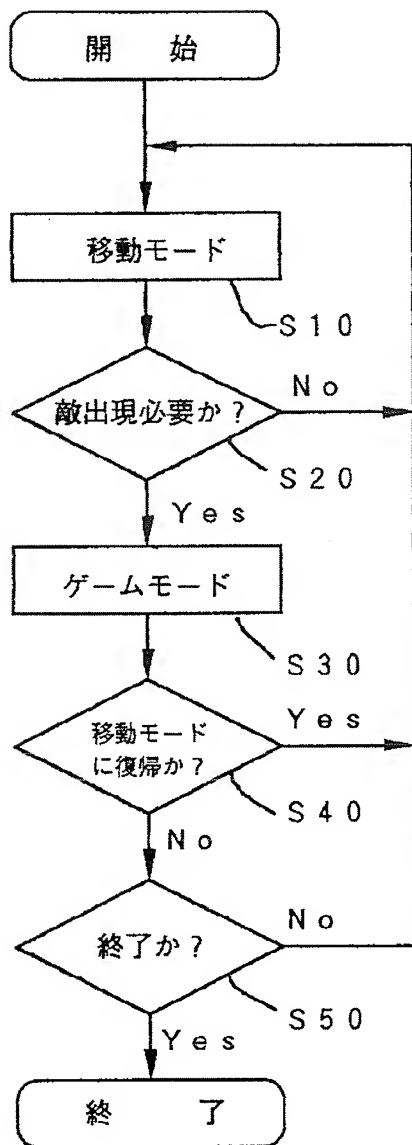 開 始
移動モード
S10
敵出現必要か？
No
S20
Yes
ゲームモード
S30
移動モード
に復帰か？
Yes
S40
No
終了か？
No
S50
Yes
終 了